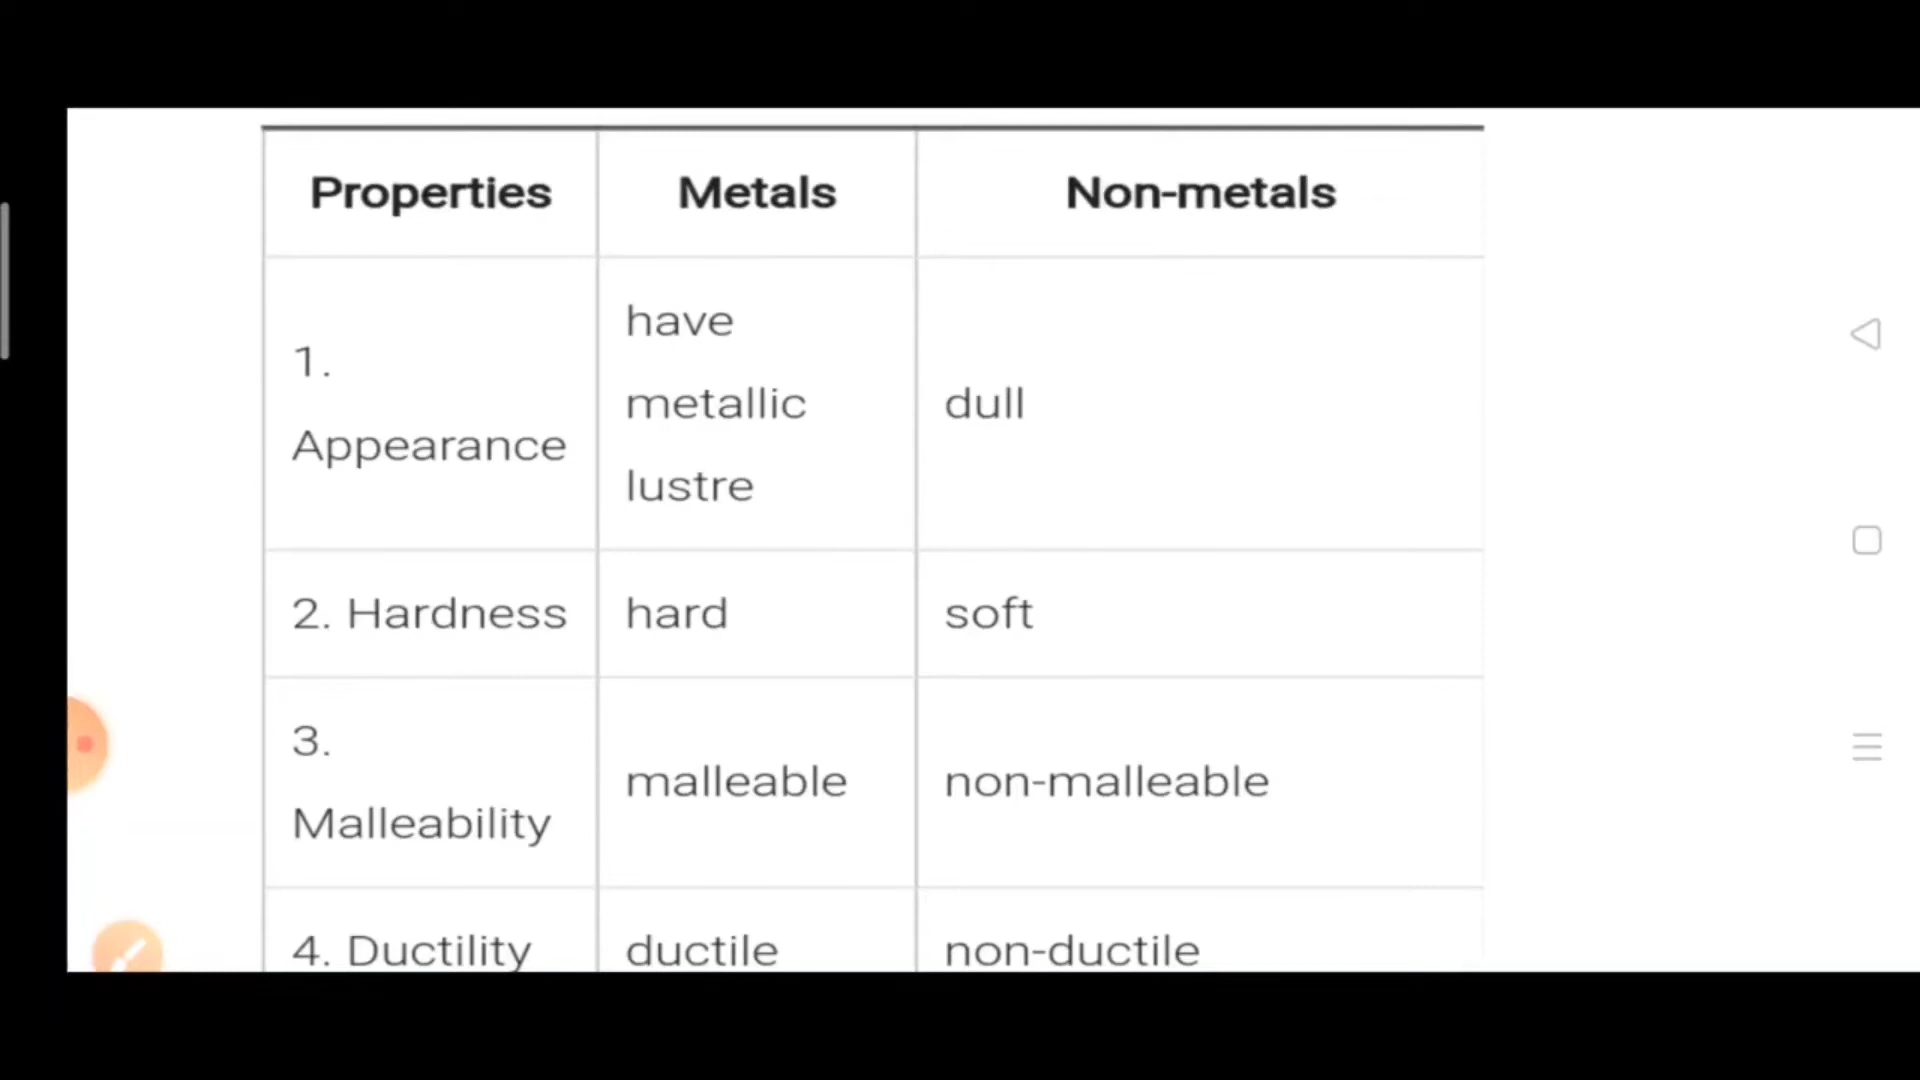 Properties Metals Non-metals
have
1.
metallic dull
Appearance
lustre
2. Hardness hard soft
3.
malleable non-malleable
Malleability
4. Ductility ductile non-ductile